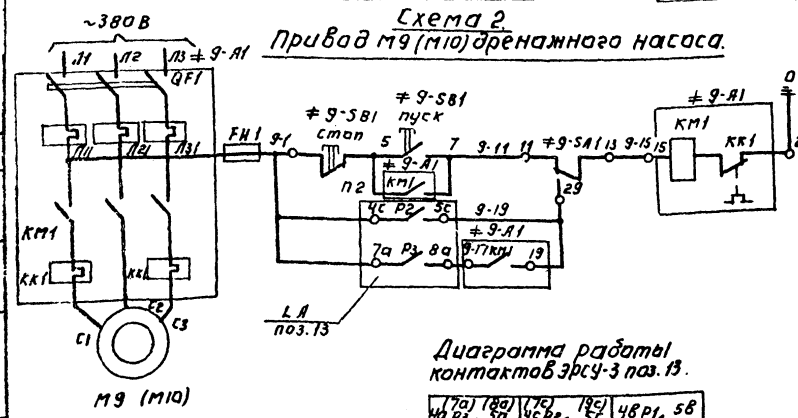 Схема 2.
Привад М9 (М10) дренажного насаса.
~380В
Л1 Л2 Л3 ≠9-А1
QF1
Л11 Л21 Л31
FH1
9-1
≠9-SB1
стоп
≠9-SB1
пуск
5 7
≠9-А1
КМ1
П2
9-11 11 ≠9-SA1 13 9-15 15
29
≠9-А1
КМ1 КК1
0
2
4с Р2 5с 9-19
≠9-А1
7а Р3 8а 9-17 КМ1 19
LA
поз.13
КМ1
КК1 КК1
С1 С2 С3
М9 (М10)
Диаграмма работы
контактов ЭРСУ-3 поз. 13.
(7а) (8а) (7с)
4В Р1. 5В